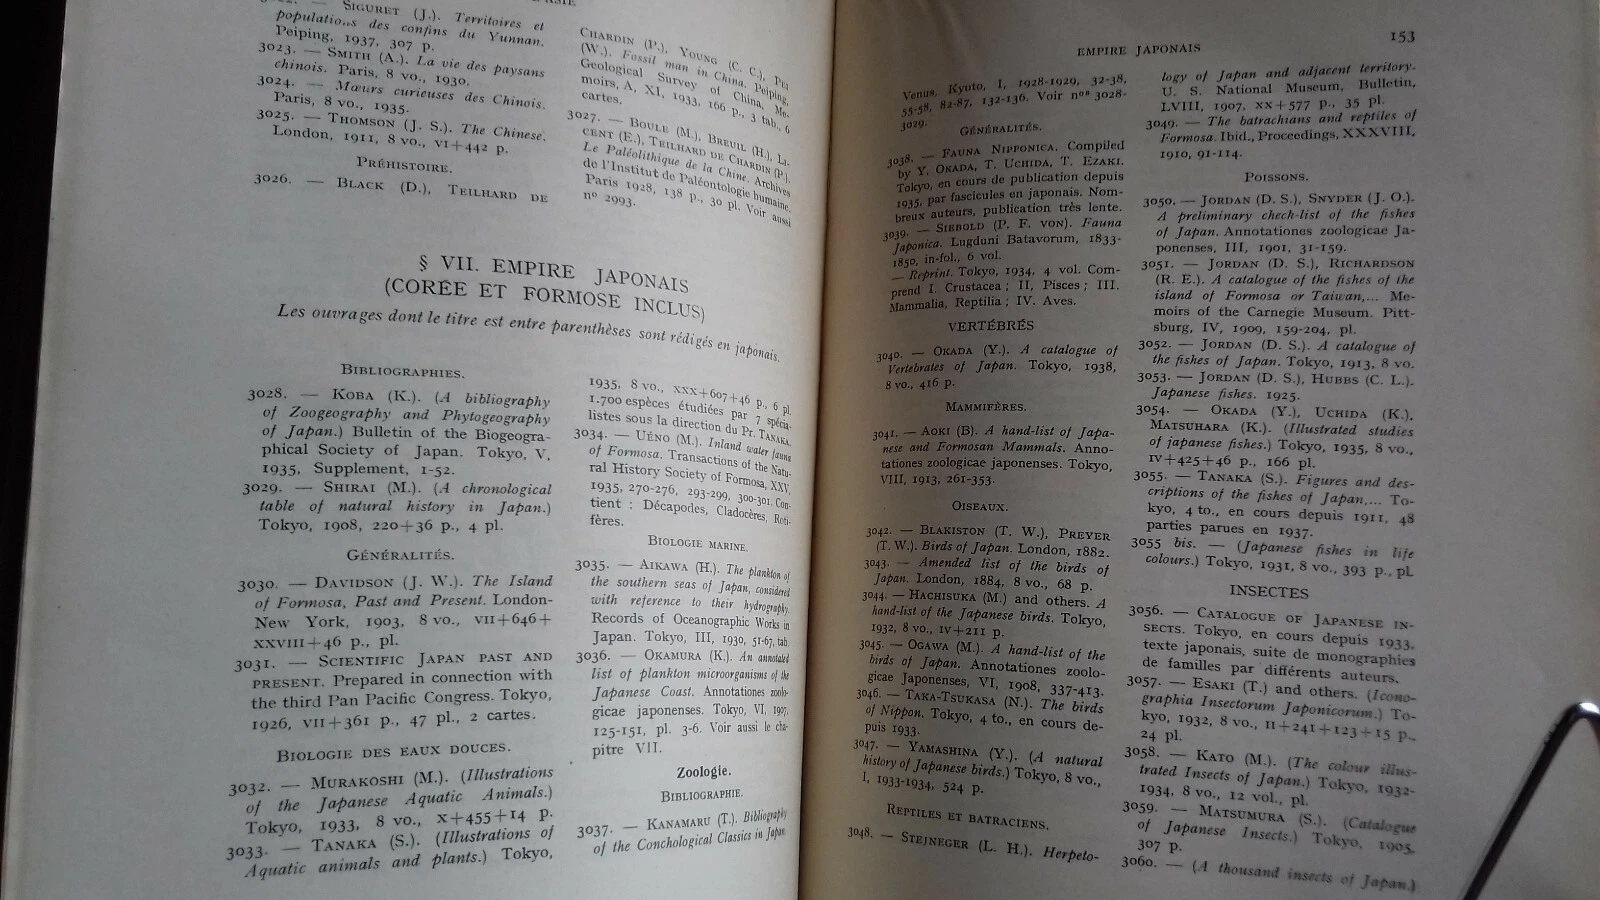 ASIE
3022. — SIGURET (J.). Territoires et
populations des confins du Yunnan.
Peiping, 1937, 307 p.
3023. — SMITH (A.). La vie des paysans
chinois. Paris, 8 vo., 1930.
3024. — Mœurs curieuses des Chinois.
Paris, 8 vo., 1935.
3025. — THOMSON (J. S.). The Chinese.
London, 1911, 8 vo., VI+442 p.
PRÉHISTOIRE.
3026. — BLACK (D.), TEILHARD DE
CHARDIN (P.), YOUNG (C. C.), PEI
(W.). Fossil man in China. Peiping,
Geological Survey of China, Me-
moirs, A, XI, 1933, 166 p., 3 tab., 6
cartes.
3027. — BOULE (M.), BREUIL (H.), LI-
CENT (E.), TEILHARD DE CHARDIN (P.).
Le Paléolithique de la Chine. Archives
de l'Institut de Paléontologie humaine.
Paris 1928, 138 p., 30 pl. Voir aussi
nº 2993.
§ VII. EMPIRE JAPONAIS
(CORÉE ET FORMOSE INCLUS)
Les ouvrages dont le titre est entre parenthèses sont rédigés en japonais.
BIBLIOGRAPHIES.
3028. — KOBA (K.). (A bibliography
of Zoogeography and Phytogeography
of Japan.) Bulletin of the Biogeogra-
phical Society of Japan. Tokyo, V,
1935, Supplement, 1-52.
3029. — SHIRAI (M.). (A chronological
table of natural history in Japan.)
Tokyo, 1908, 220+36 p., 4 pl.
GÉNÉRALITÉS.
3030. — DAVIDSON (J. W.). The Island
of Formosa, Past and Present. London-
New York, 1903, 8 vo., VII+646+
XXVIII+46 p., pl.
3031. — SCIENTIFIC JAPAN PAST AND
PRESENT. Prepared in connection with
the third Pan Pacific Congress. Tokyo,
1926, VII+361 p., 47 pl., 2 cartes.
BIOLOGIE DES EAUX DOUCES.
3032. — MURAKOSHI (M.). (Illustrations
of the Japanese Aquatic Animals.)
Tokyo, 1933, 8 vo., X+455+14 p.
3033. — TANAKA (S.). (Illustrations of
Aquatic animals and plants.) Tokyo,
1935, 8 vo., XXX+607+46 p., 6 pl.
1.700 espèces étudiées par 7 spécia-
listes sous la direction du Pr. TANAKA.
3034. — UÉNO (M.). Inland water fauna
of Formosa. Transactions of the Natu-
ral History Society of Formosa, XXV,
1935, 270-276, 293-299, 300-301. Con-
tient : Décapodes, Cladocères, Roti-
fères.
BIOLOGIE MARINE.
3035. — AIKAWA (H.). The plankton of
the southern seas of Japan, considered
with reference to their hydrography.
Records of Oceanographic Works in
Japan. Tokyo, III, 1930, 51-67, tab.
3036. — OKAMURA (K.). An annotated
list of plankton microorganisms of the
Japanese Coast. Annotationes zoolo-
gicae japonenses. Tokyo, VI, 1907,
125-151, pl. 3-6. Voir aussi le cha-
pitre VII.
Zoologie.
BIBLIOGRAPHIE.
3037. — KANAMARU (T.). Bibliography
of the Conchological Classics in Japan
EMPIRE JAPONAIS
153
Venus, Kyoto, I, 1928-1929, 32-38,
55-58, 82-87, 132-136. Voir nos 3028-
3029.
GÉNÉRALITÉS.
3038. — FAUNA NIPPONICA. Compiled
by Y. OKADA, T. UCHIDA, T. EZAKI.
Tokyo, en cours de publication depuis
1935, par fascicules en japonais. Nom-
breux auteurs, publication très lente.
3039. — SIEBOLD (P. F. VON). Fauna
Japonica. Lugduni Batavorum, 1833-
1850, in-fol., 6 vol.
— Reprint. Tokyo, 1934, 4 vol. Com-
prend I. Crustacea ; II, Pisces ; III.
Mammalia, Reptilia ; IV. Aves.
VERTÉBRÉS
3040. — OKADA (Y.). A catalogue of
Vertebrates of Japan. Tokyo, 1938,
8 vo., 416 p.
MAMMIFÈRES.
3041. — AOKI (B). A hand-list of Japa-
nese and Formosan Mammals. Anno-
tationes zoologicae japonenses. Tokyo,
VIII, 1913, 261-353.
OISEAUX.
3042. — BLAKISTON (T. W.), PREYER
(T. W.). Birds of Japan. London, 1882.
3043. — Amended list of the birds of
Japan. London, 1884, 8 vo., 68 p.
3044. — HACHISUKA (M.) and others. A
hand-list of the Japanese birds. Tokyo,
1932, 8 vo., IV+211 p.
3045. — OGAWA (M.). A hand-list of the
birds of Japan. Annotationes zoolo-
gicae Japonenses, VI, 1908, 337-413.
3046. — TAKA-TSUKASA (N.). The birds
of Nippon. Tokyo, 4 to., en cours de-
puis 1933.
3047. — YAMASHINA (Y.). (A natural
history of Japanese birds.) Tokyo, 8 vo.,
I, 1933-1934, 524 p.
REPTILES ET BATRACIENS.
3048. — STEJNEGER (L. H.). Herpeto-
logy of Japan and adjacent territory.
U. S. National Museum, Bulletin,
LVIII, 1907, XX+577 p., 35 pl.
3049. — The batrachians and reptiles of
Formosa. Ibid., Proceedings, XXXVIII,
1910, 91-114.
POISSONS.
3050. — JORDAN (D. S.), SNYDER (J. O.).
A preliminary check-list of the fishes
of Japan. Annotationes zoologicae Ja-
ponenses, III, 1901, 31-159.
3051. — JORDAN (D. S.), RICHARDSON
(R. E.). A catalogue of the fishes of the
island of Formosa or Taiwan,... Me-
moirs of the Carnegie Museum. Pitt-
sburg, IV, 1909, 159-204, pl.
3052. — JORDAN (D. S.). A catalogue of
the fishes of Japan. Tokyo, 1913, 8 vo.
3053. — JORDAN (D. S.), HUBBS (C. L.).
Japanese fishes. 1925.
3054. — OKADA (Y.), UCHIDA (K.),
MATSUHARA (K.). (Illustrated studies
of japanese fishes.) Tokyo, 1935, 8 vo.,
IV+425+46 p., 166 pl.
3055. — TANAKA (S.). Figures and des-
criptions of the fishes of Japan,... To-
kyo, 4 to., en cours depuis 1911, 48
parties parues en 1937.
3055 bis. — (Japanese fishes in life
colours.) Tokyo, 1931, 8 vo., 393 p., pl.
INSECTES
3056. — CATALOGUE OF JAPANESE IN-
SECTS. Tokyo, en cours depuis 1933,
texte japonais, suite de monographies
de familles par différents auteurs.
3057. — ESAKI (T.) and others. (Icono-
graphia Insectorum Japonicorum.) To-
kyo, 1932, 8 vo., II+241+123+15 p.,
24 pl.
3058. — KATO (M.). (The colour illus-
trated Insects of Japan.) Tokyo, 1932-
1934, 8 vo., 12 vol., pl.
3059. — MATSUMURA (S.). (Catalogue
of Japanese Insects.) Tokyo, 1905,
307 p.
3060. — (A thousand insects of Japan.)